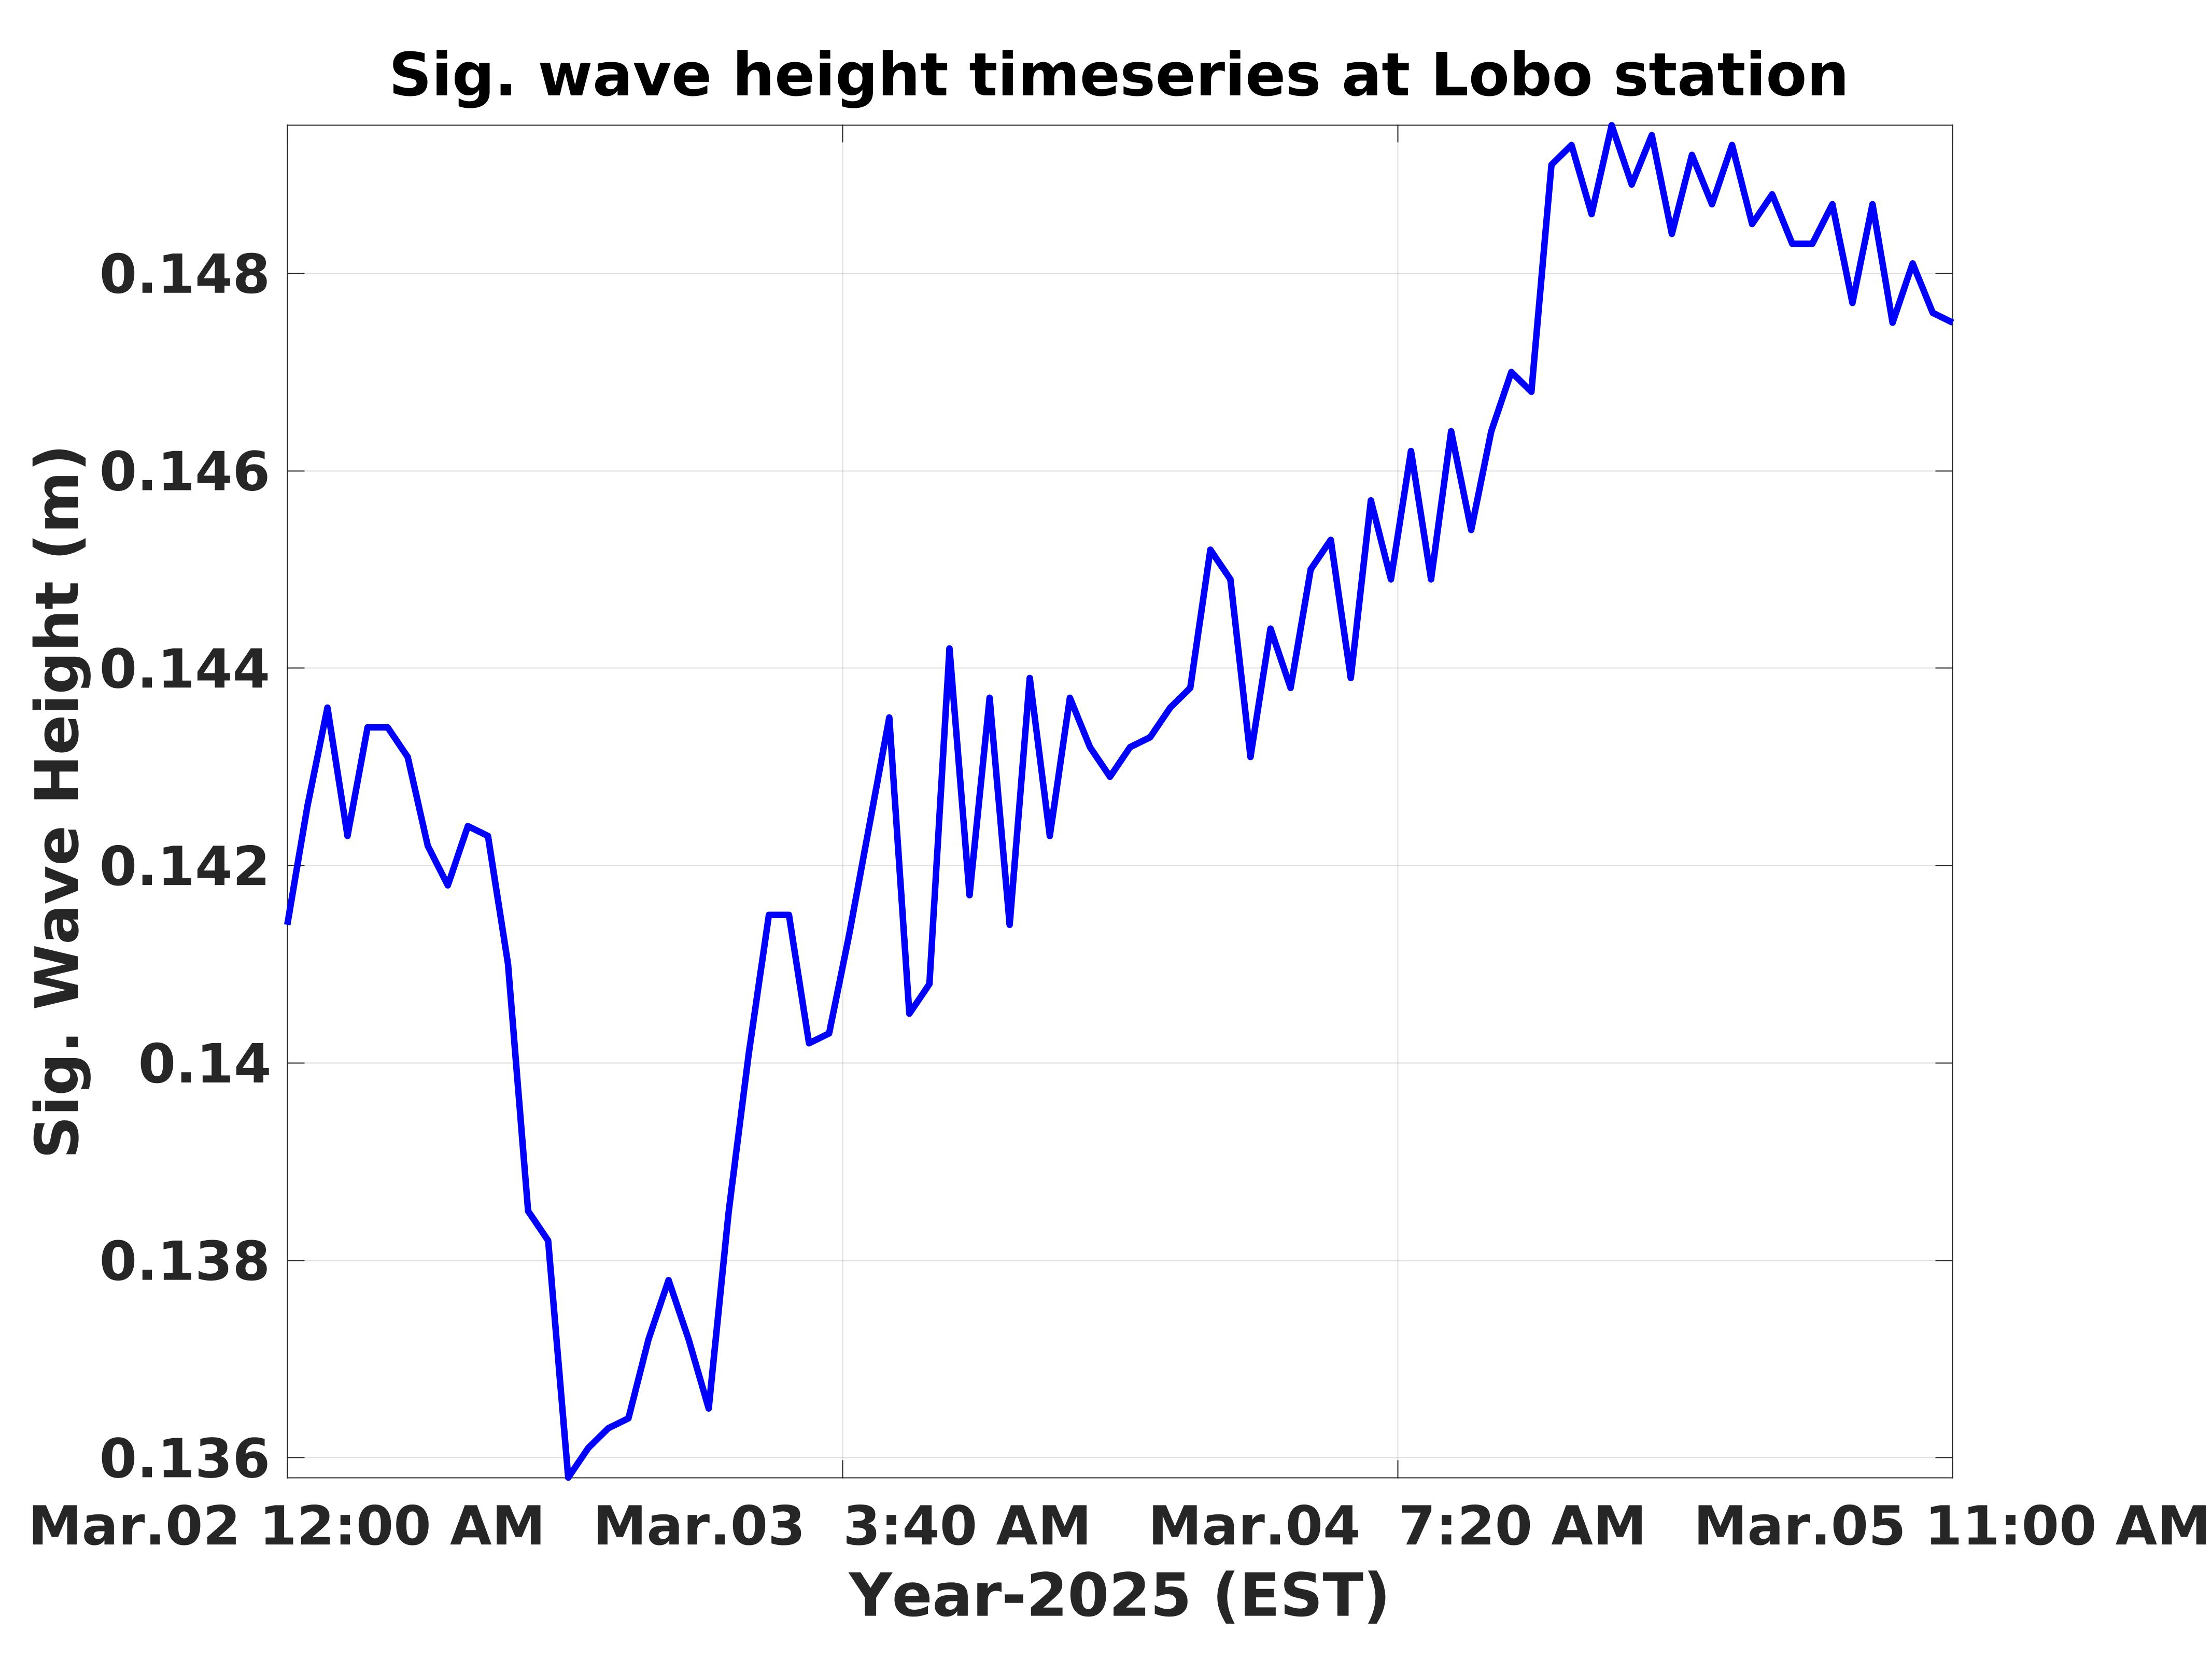 Sig. wave height timeseries at Lobo station
Sig. Wave Height (m)
0.148
0.146
0.144
0.142
0.14
0.138
0.136
Mar.02 12:00 AM Mar.03 3:40 AM Mar.04 7:20 AM Mar.05 11:00 AM
Year-2025 (EST)